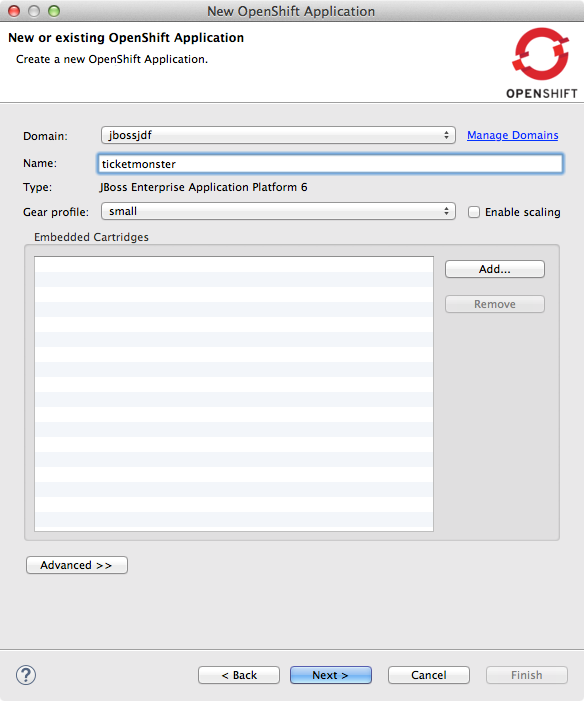 New OpenShift Application
New or existing OpenShift Application
Create a new OpenShift Application.
OPENSHIFT
Domain: jbossjdf Manage Domains
Name: ticketmonster
Type: JBoss Enterprise Application Platform 6
Gear profile: small Enable scaling
Embedded Cartridges
Add...
Remove
Advanced >>
? < Back Next > Cancel Finish